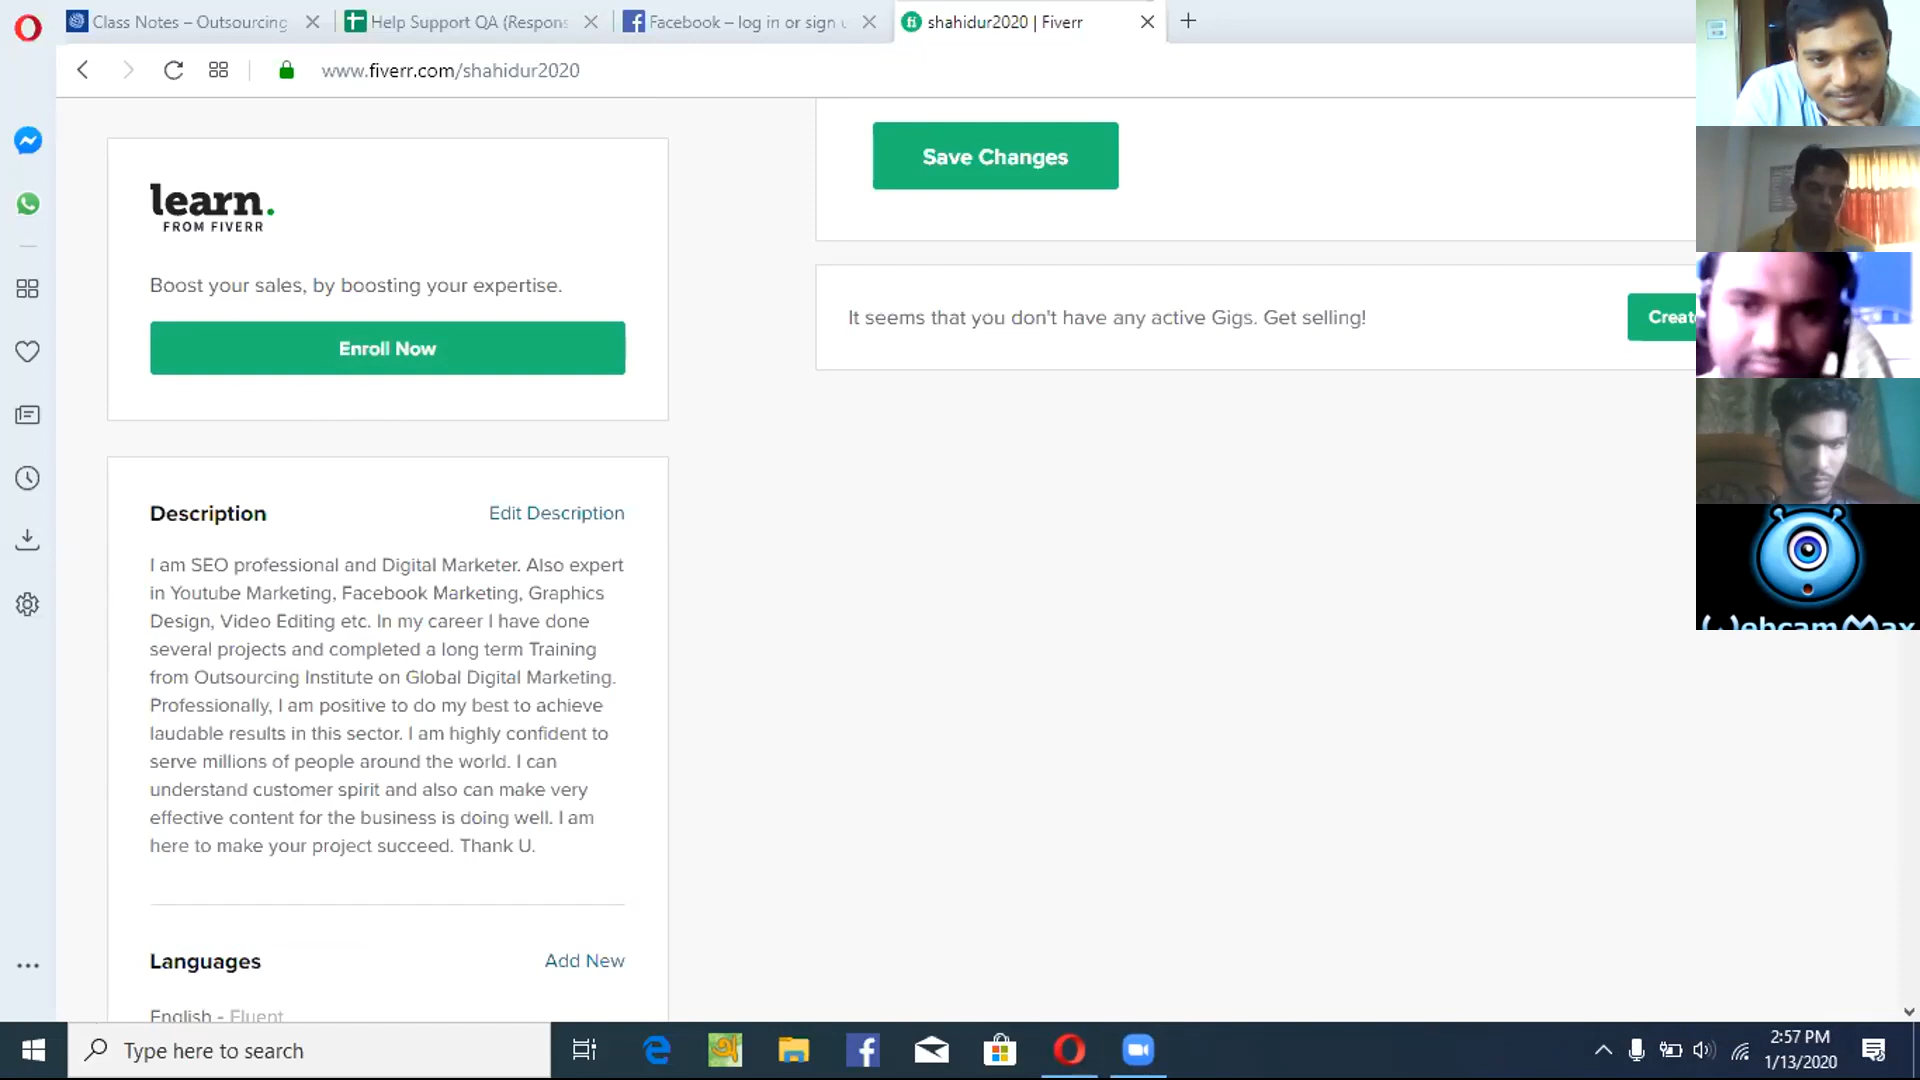 Class Notes – Outsourcing
Help Support QA (Respons
Facebook – log in or sign u
shahidur2020 | Fiverr
www.fiverr.com/shahidur2020
learn.
FROM FIVERR
Boost your sales, by boosting your expertise.
Enroll Now
Save Changes
It seems that you don't have any active Gigs. Get selling!
Create
Description
Edit Description
I am SEO professional and Digital Marketer. Also expert
in Youtube Marketing, Facebook Marketing, Graphics
Design, Video Editing etc. In my career I have done
several projects and completed a long term Training
from Outsourcing Institute on Global Digital Marketing.
Professionally, I am positive to do my best to achieve
laudable results in this sector. I am highly confident to
serve millions of people around the world. I can
understand customer spirit and also can make very
effective content for the business is doing well. I am
here to make your project succeed. Thank U.
Languages
Add New
English - Fluent
WebcamMax
Type here to search
অ
2:57 PM
1/13/2020